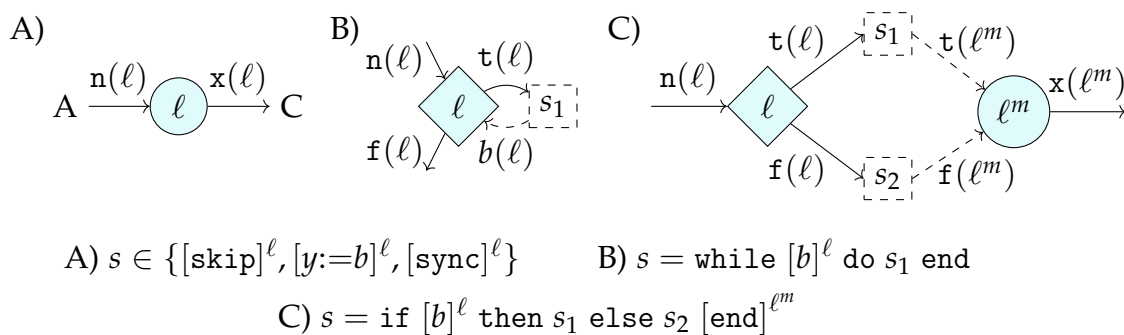 A)
n(ℓ) x(ℓ)
A ℓ C
B)
n(ℓ) t(ℓ)
ℓ s₁
f(ℓ) b(ℓ)
C)
t(ℓ) s₁ t(ℓᵐ)
n(ℓ) x(ℓᵐ)
ℓ ℓᵐ
f(ℓ) s₂ f(ℓᵐ)
A) s ∈ {[skip]^ℓ, [y:=b]^ℓ, [sync]^ℓ} B) s = while [b]^ℓ do s₁ end
C) s = if [b]^ℓ then s₁ else s₂ [end]^ℓᵐ